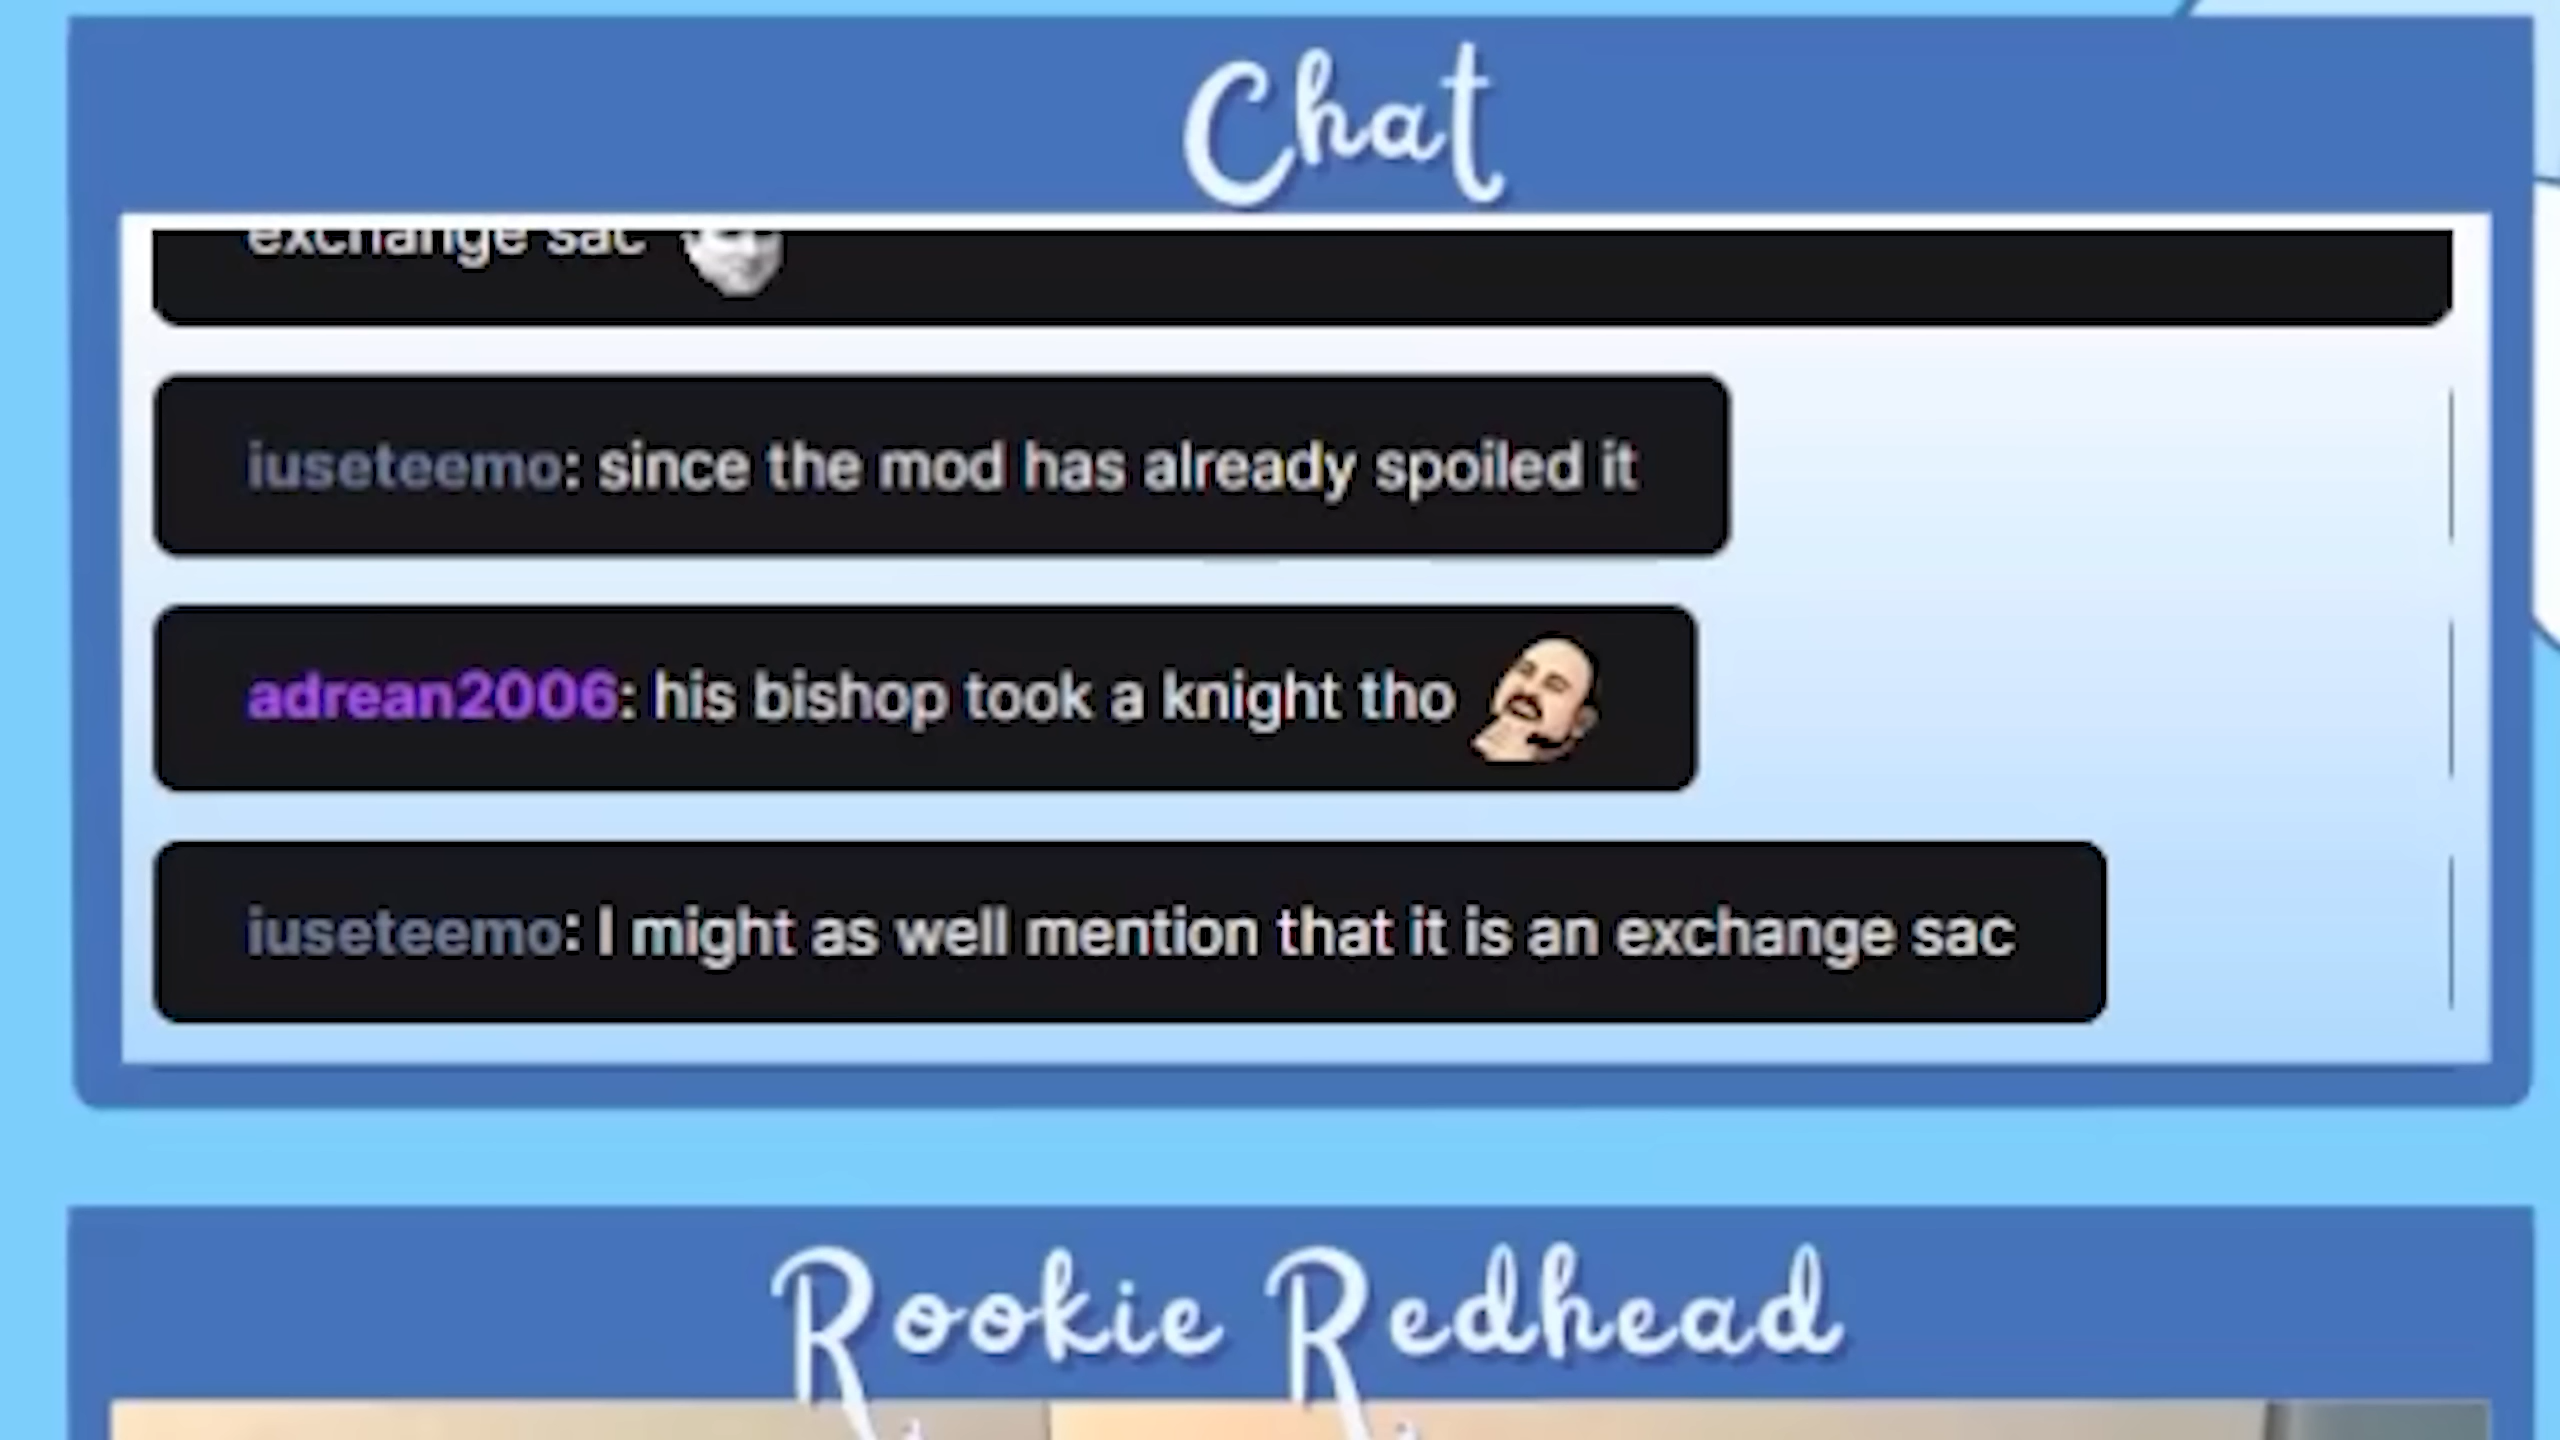 Chat
exchange sac
iuseteemo: since the mod has already spoiled it
adrean2006: his bishop took a knight tho
iuseteemo: I might as well mention that it is an exchange sac
Rookie Redhead